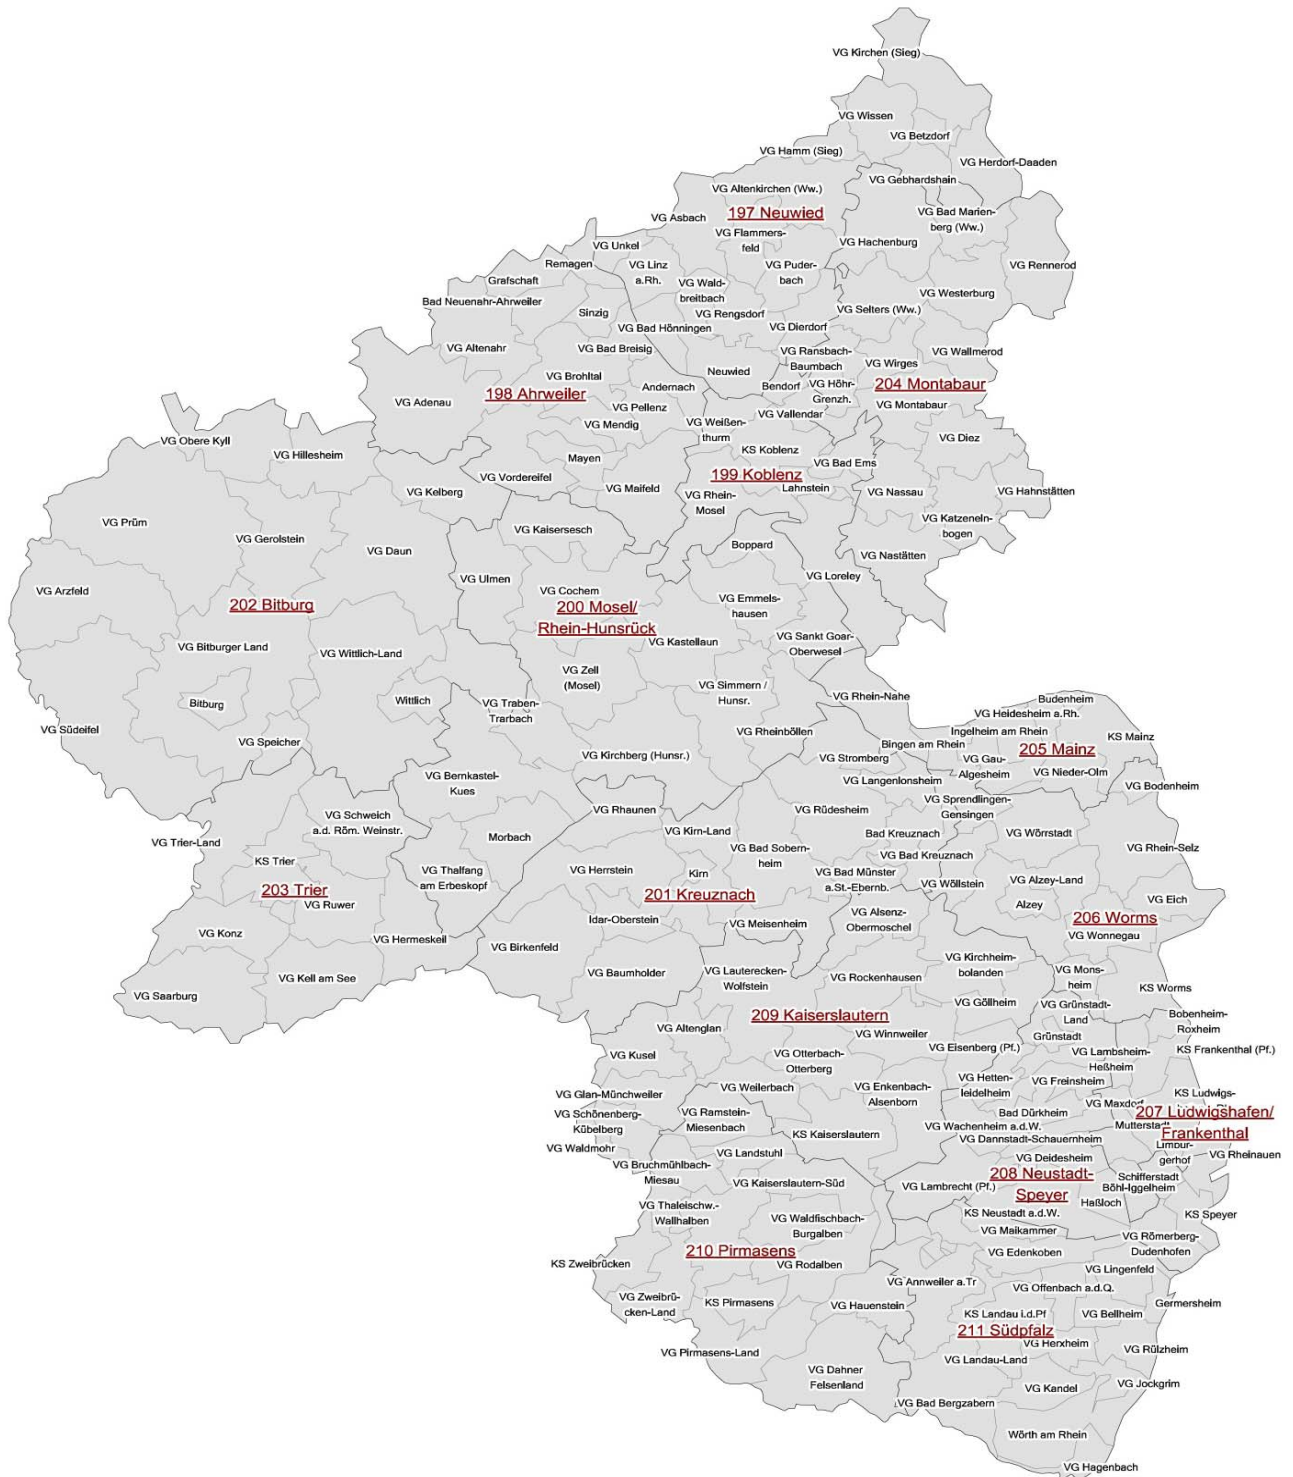 VG Kirchen (Sieg)
VG Wissen
VG Betzdorf
VG Hamm (Sieg)
VG Herdorf-Daaden
VG Gebhardshain
VG Altenkirchen (Ww.)
197 Neuwied
VG Asbach
VG Bad Marien-
berg (Ww.)
VG Flammers-
feld
VG Hachenburg
VG Unkel
VG Linz
a.Rh.
VG Puder-
bach
VG Rennerod
Remagen
Grafschaft
VG Wald-
breitbach
VG Westerburg
Bad Neuenahr-Ahrweiler
Sinzig
VG Rengsdorf
VG Selters (Ww.)
VG Bad Hönningen
VG Dierdorf
VG Altenahr
VG Bad Breisig
VG Ransbach-
Baumbach
VG Wallmerod
VG Wirges
Neuwied
VG Brohltal
Andernach
Bendorf
VG Höhr-
Grenzh.
204 Montabaur
198 Ahrweiler
VG Adenau
VG Pellenz
VG Montabaur
VG Mendig
VG Weißen-
thurm
VG Vallendar
VG Obere Kyll
VG Hillesheim
VG Diez
KS Koblenz
Mayen
VG Bad Ems
VG Vordereifel
199 Koblenz
VG Kelberg
VG Maifeld
Lahnstein
VG Nassau
VG Hahnstätten
VG Rhein-
Mosel
VG Prüm
VG Kaisersesch
VG Katzeneln-
bogen
VG Gerolstein
VG Daun
Boppard
VG Nastätten
VG Ulmen
VG Loreley
VG Arzfeld
VG Cochem
202 Bitburg
200 Mosel/
Rhein-Hunsrück
VG Emmels-
hausen
VG Bitburger Land
VG Wittlich-Land
VG Kastellaun
VG Sankt Goar-
Oberwesel
VG Zell
(Mosel)
VG Simmern /
Hunsr.
Bitburg
Wittlich
VG Traben-
Trarbach
VG Rhein-Nahe
Budenheim
VG Heidesheim a.Rh.
VG Südeifel
VG Speicher
VG Rheinböllen
Ingelheim am Rhein
KS Mainz
Bingen am Rhein
205 Mainz
VG Kirchberg (Hunsr.)
VG Stromberg
VG Gau-
Algesheim
VG Nieder-Olm
VG Bernkastel-
Kues
VG Langenlonsheim
VG Bodenheim
VG Sprendlingen-
Gensingen
VG Schweich
a.d. Röm. Weinstr.
VG Rhaunen
VG Rüdesheim
VG Trier-Land
Morbach
VG Kirn-Land
Bad Kreuznach
VG Wörrstadt
VG Bad Sobern-
heim
VG Bad Kreuznach
VG Rhein-Selz
KS Trier
VG Thalfang
am Erbeskopf
VG Herrstein
Kirn
VG Bad Münster
a.St.-Ebernb.
VG Wöllstein
VG Alzey-Land
203 Trier
VG Ruwer
201 Kreuznach
Alzey
VG Eich
Idar-Oberstein
VG Meisenheim
VG Alsenz-
Obermoschel
206 Worms
VG Konz
VG Hermeskeil
VG Birkenfeld
VG Wonnegau
VG Kell am See
VG Baumholder
VG Lauterecken-
Wolfstein
VG Rockenhausen
VG Kirchheim-
bolanden
VG Mons-
heim
VG Saarburg
KS Worms
VG Göllheim
VG Grünstadt-
Land
209 Kaiserslautern
Bobenheim-
Roxheim
VG Altenglan
VG Winnweiler
Grünstadt
VG Kusel
VG Otterbach-
Otterberg
VG Eisenberg (Pf.)
VG Lambsheim-
Heßheim
KS Frankenthal (Pf.)
VG Hetten-
leidelheim
VG Freinsheim
VG Glan-Münchweiler
VG Weilerbach
VG Enkenbach-
Alsenborn
KS Ludwigs-
VG Maxdorf
VG Schönenberg-
Kübelberg
VG Ramstein-
Miesenbach
Bad Dürkheim
207 Ludwigshafen/
Frankenthal
Mutterstadt
VG Wachenheim a.d.W.
KS Kaiserslautern
VG Dannstadt-Schauernheim
VG Waldmohr
VG Landstuhl
Limbur-
gerhof
VG Rheinauen
VG Deidesheim
VG Bruchmühlbach-
Miesau
208 Neustadt-
Speyer
Schifferstadt
Böhl-Iggelheim
VG Kaiserslautern-Süd
VG Lambrecht (Pf.)
Haßloch
VG Thaleischw.-
Wallhalben
KS Neustadt a.d.W.
KS Speyer
VG Waldfischbach-
Burgalben
VG Maikammer
VG Römerberg-
Dudenhofen
210 Pirmasens
VG Edenkoben
KS Zweibrücken
VG Rodalben
VG Lingenfeld
VG Annweiler a.Tr
VG Offenbach a.d.Q.
VG Zweibrü-
cken-Land
KS Pirmasens
VG Hauenstein
Germersheim
KS Landau i.d.Pf
VG Bellheim
211 Südpfalz
VG Herxheim
VG Rülzheim
VG Pirmasens-Land
VG Landau-Land
VG Dahner
Felsenland
VG Jockgrim
VG Kandel
VG Bad Bergzabern
Wörth am Rhein
VG Hagenbach